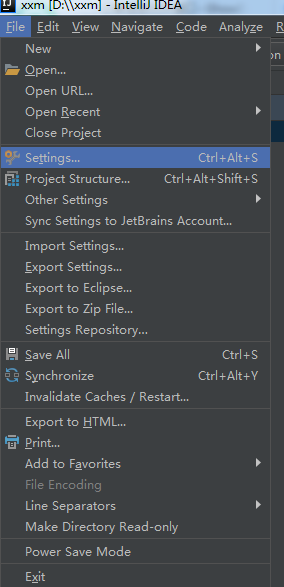 IJ xxm [D:\\xxm] - IntelliJ IDEA
File Edit View Navigate Code Analyze R
New
Open...
Open URL...
Open Recent
Close Project
Settings... Ctrl+Alt+S
Project Structure... Ctrl+Alt+Shift+S
Other Settings
Sync Settings to JetBrains Account...
Import Settings...
Export Settings...
Export to Eclipse...
Export to Zip File...
Settings Repository...
Save All Ctrl+S
Synchronize Ctrl+Alt+Y
Invalidate Caches / Restart...
Export to HTML...
Print...
Add to Favorites
File Encoding
Line Separators
Make Directory Read-only
Power Save Mode
Exit